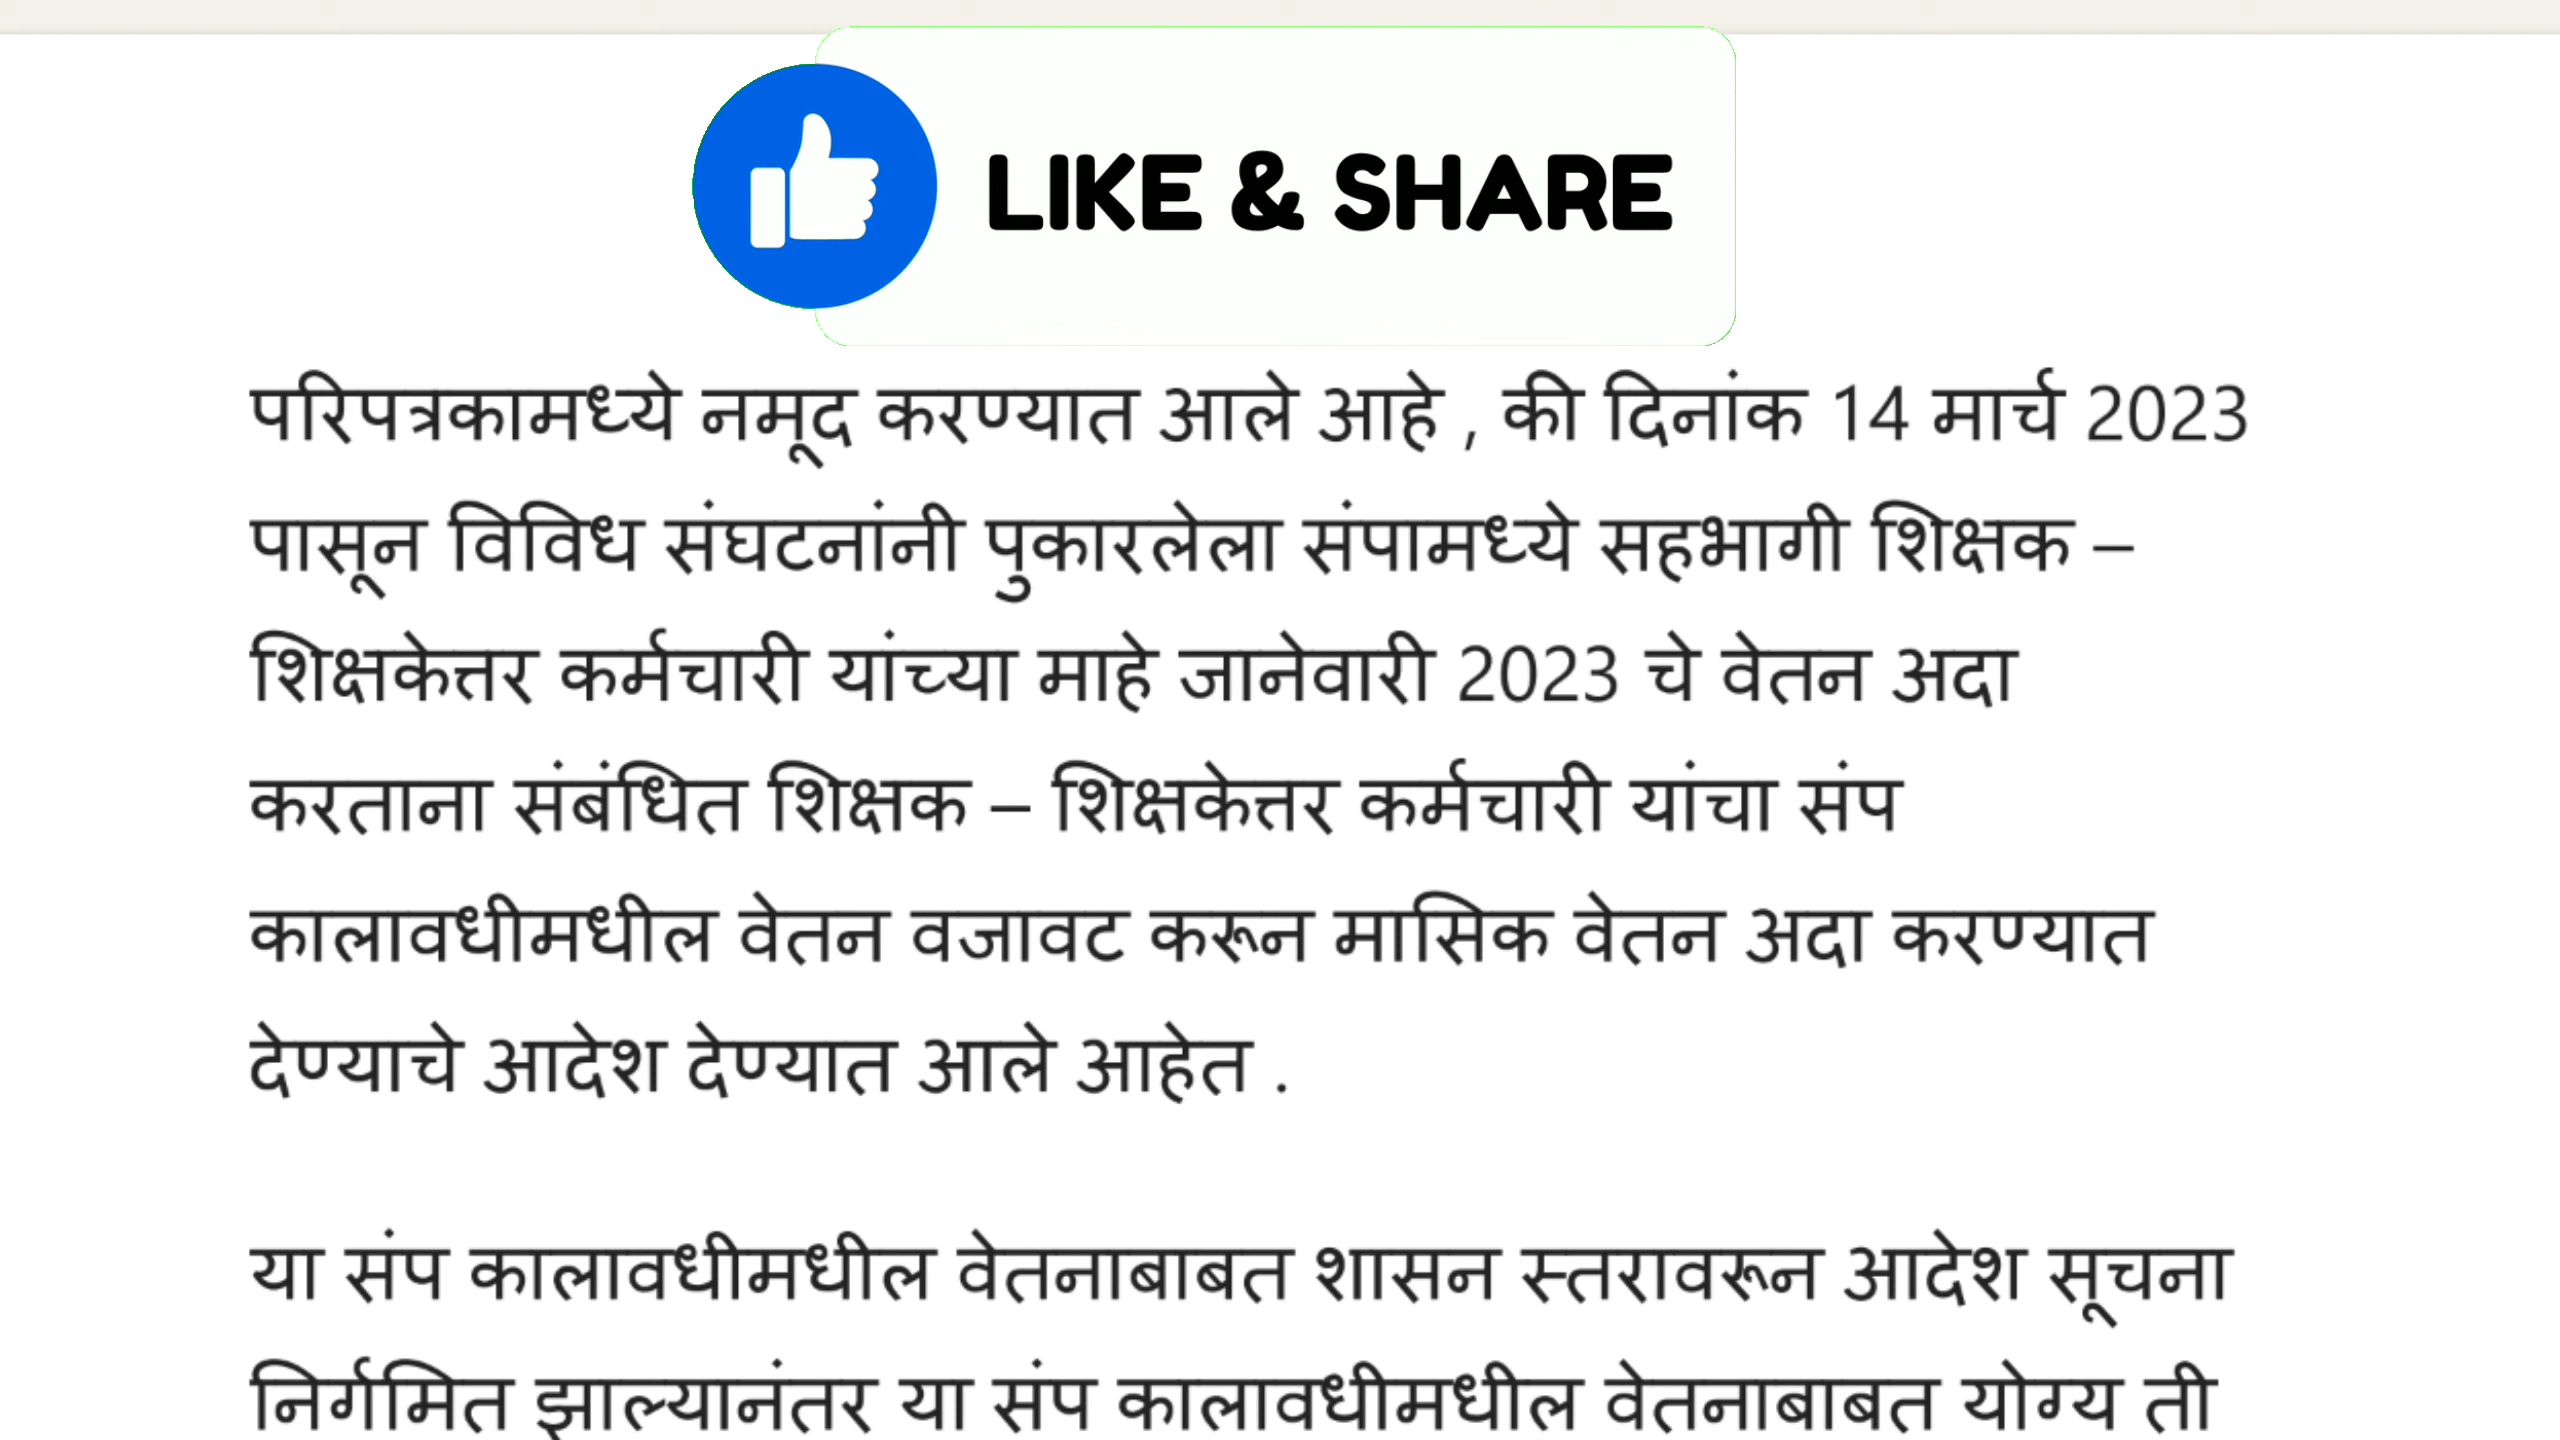 LIKE & SHARE
परिपत्रकामध्ये नमूद करण्यात आले आहे , की दिनांक 14 मार्च 2023
पासून विविध संघटनांनी पुकारलेला संपामध्ये सहभागी शिक्षक –
शिक्षकेत्तर कर्मचारी यांच्या माहे जानेवारी 2023 चे वेतन अदा
करताना संबंधित शिक्षक – शिक्षकेत्तर कर्मचारी यांचा संप
कालावधीमधील वेतन वजावट करून मासिक वेतन अदा करण्यात
देण्याचे आदेश देण्यात आले आहेत .
या संप कालावधीमधील वेतनाबाबत शासन स्तरावरून आदेश सूचना
निर्गमित झाल्यानंतर या संप कालावधीमधील वेतनाबाबत योग्य ती